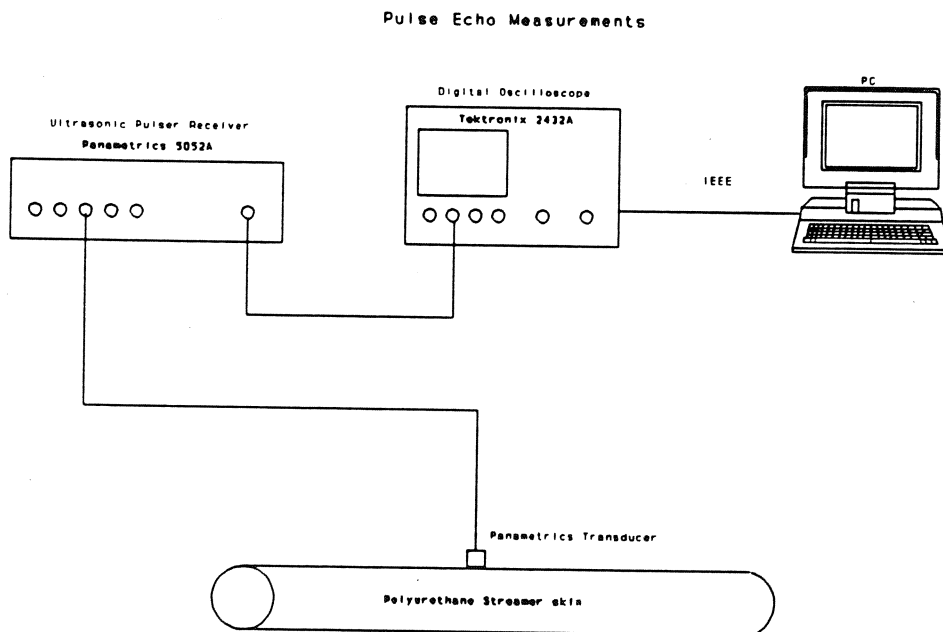 Pulse Echo Measurements
PC
Digital Oscilloscope
Tektronix 2432A
Ultrasonic Pulser Receiver
Panametrics 5052A
IEEE
Panametrics Transducer
Polyurethane Streamer skin